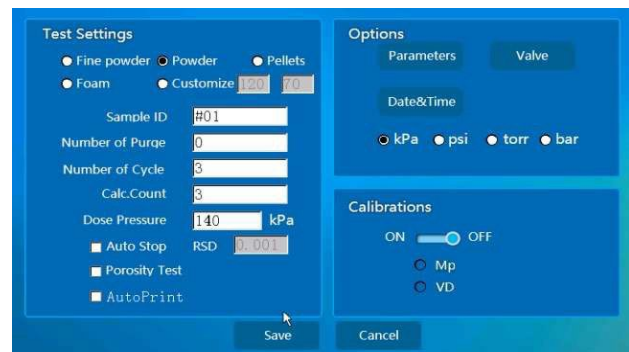 Test Settings
Fine powder Powder Pellets
Foam Customize 120 70
Sample ID #01
Number of Purge 0
Number of Cycle 3
Calc.Count 3
Dose Pressure 140 kPa
Auto Stop RSD 0.001
Porosity Test
AutoPrint
Options
Parameters Valve
Date&Time
kPa psi torr bar
Calibrations
ON OFF
Mp
VD
Save Cancel